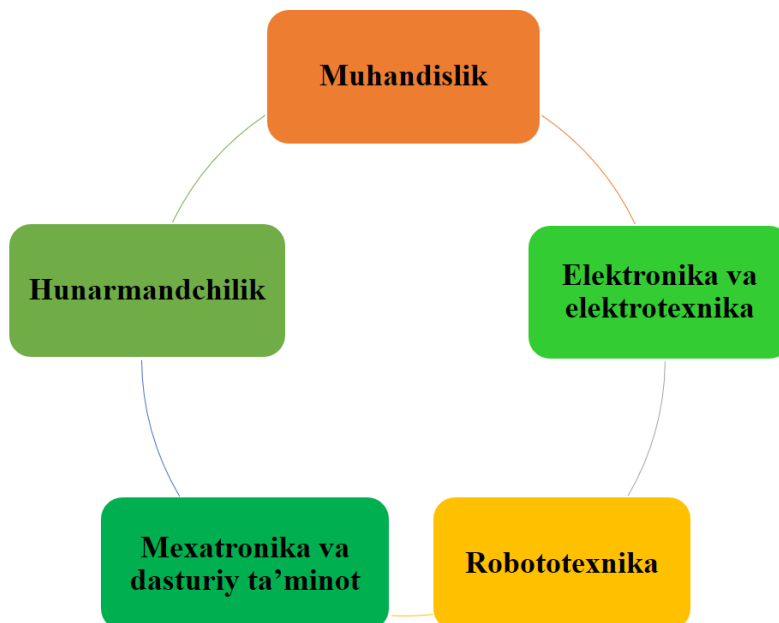 Muhandislik
Hunarmandchilik
Elektronika va
elektrotexnika
Mexatronika va
dasturiy ta’minot
Robototexnika